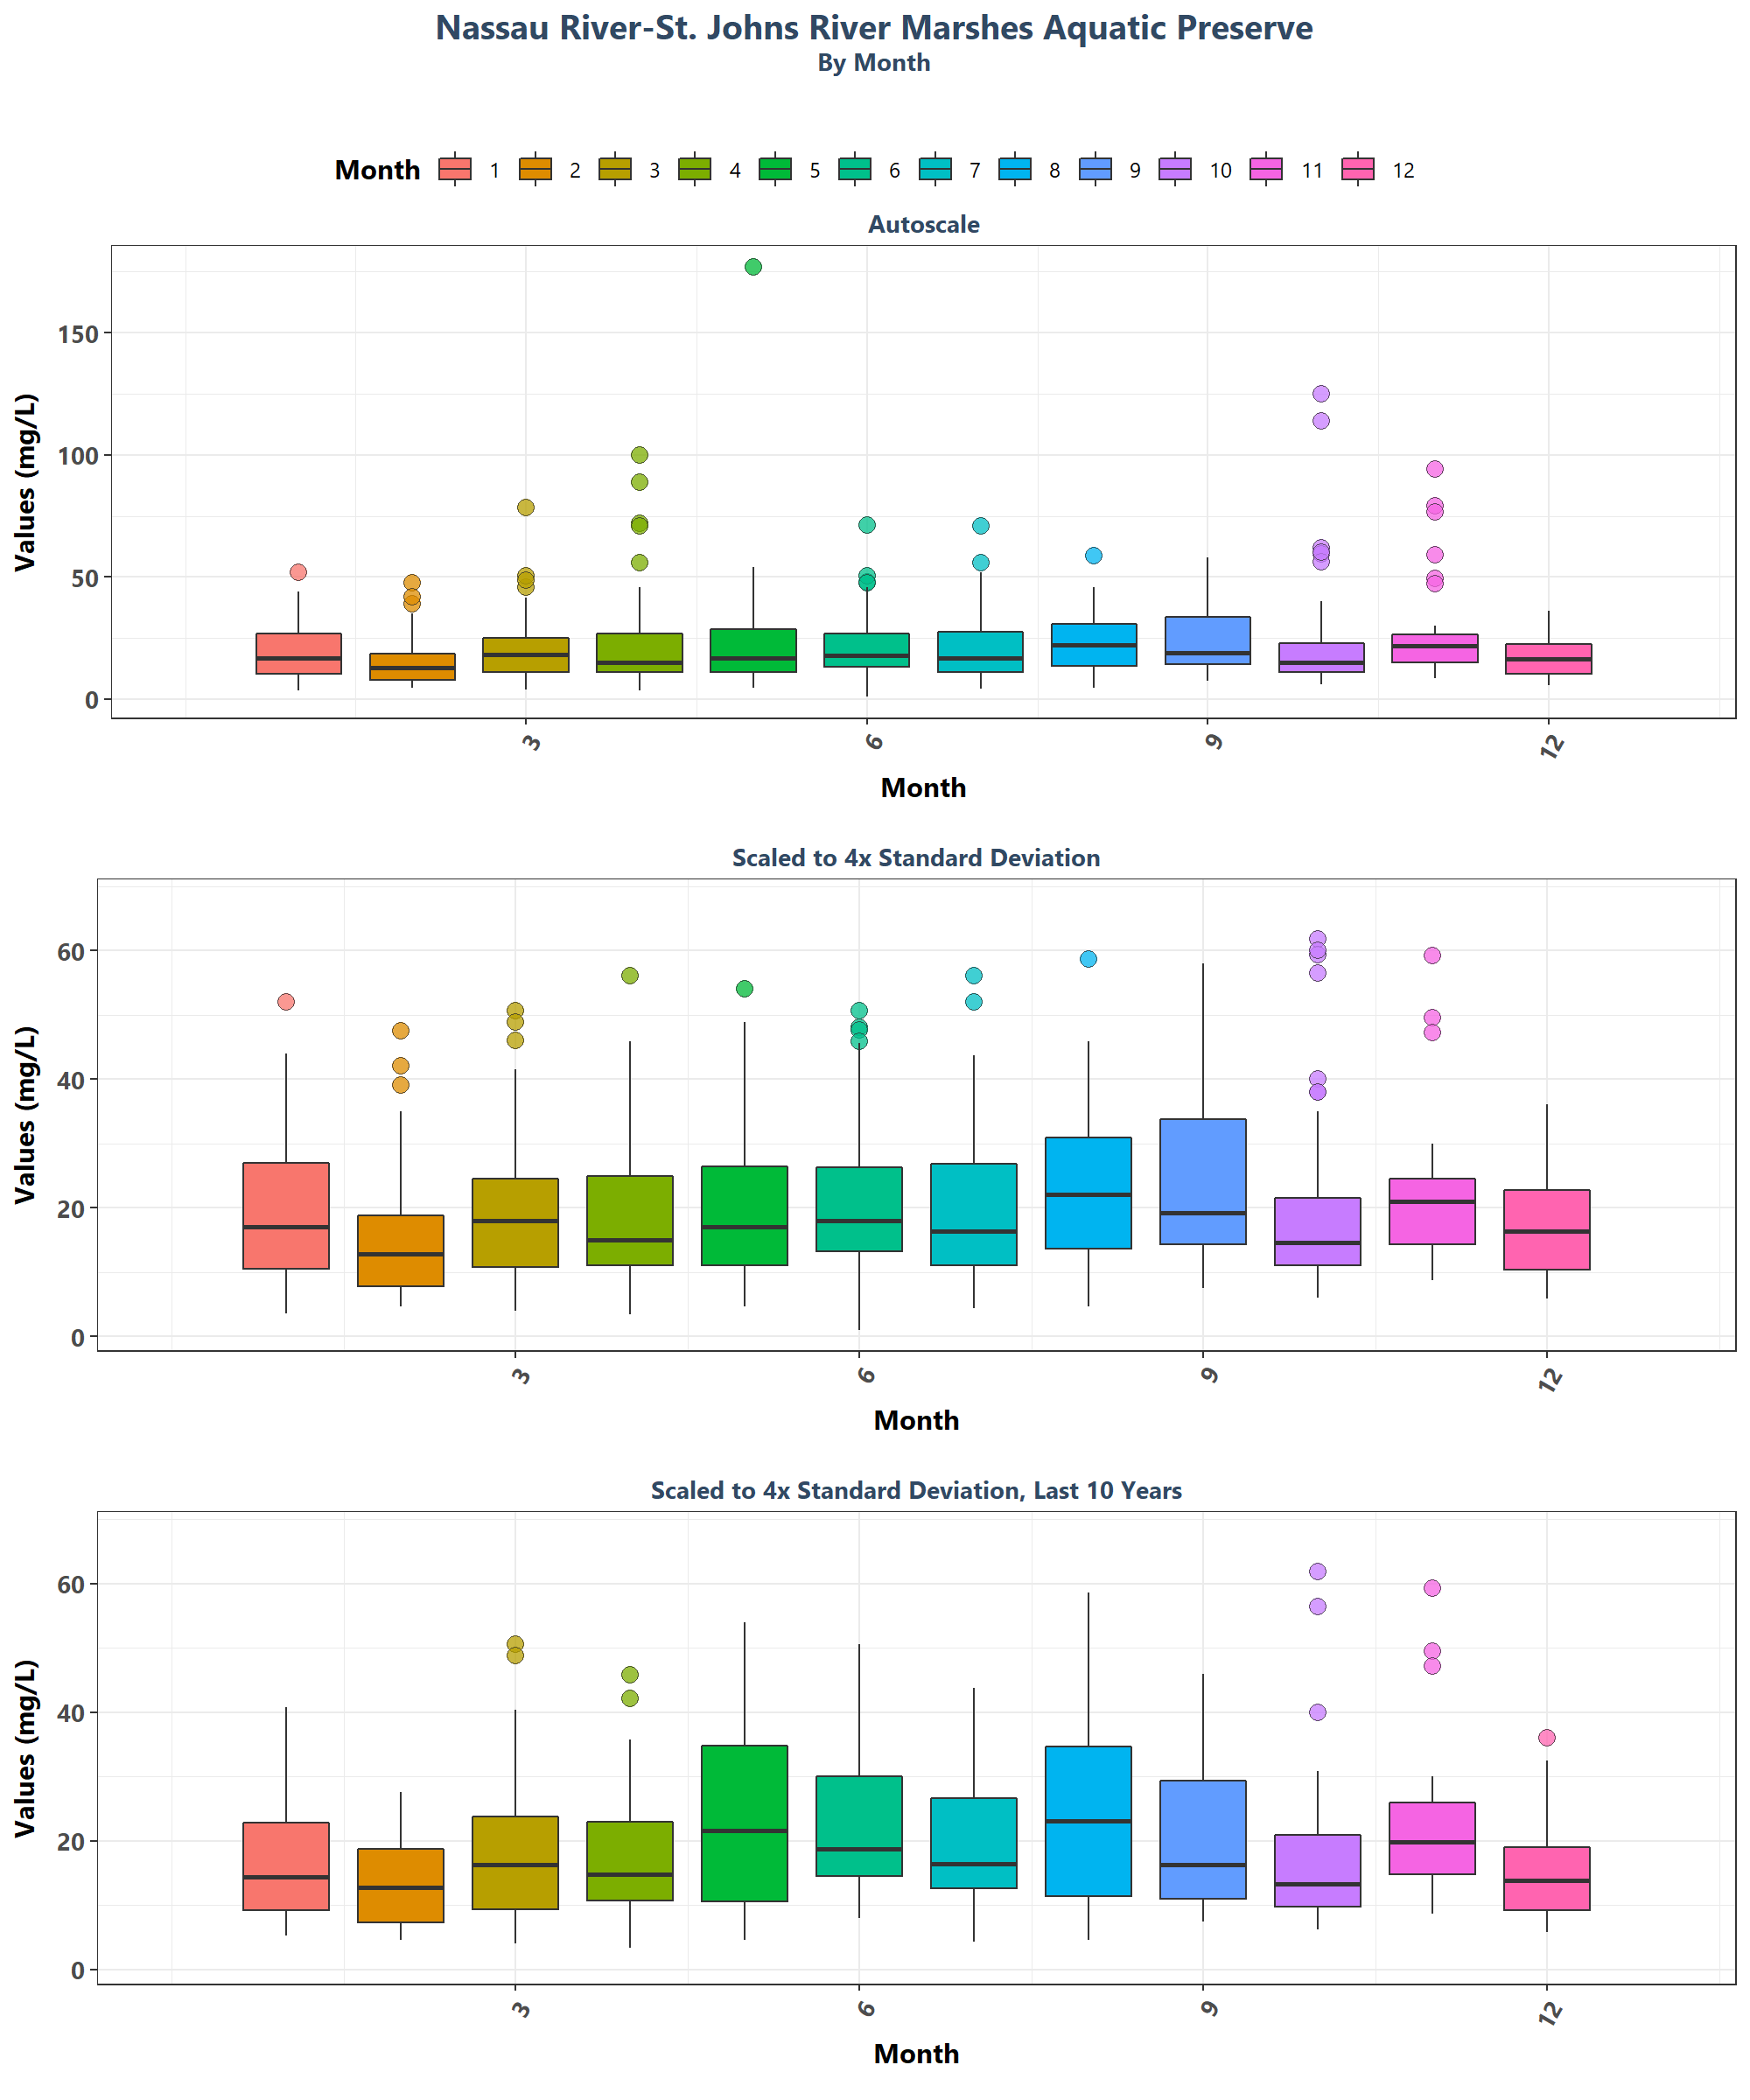 Nassau River-St. Johns River Marshes Aquatic Preserve
By Month
Month 1 2 3 4 5 6 7 8 9 10 11 12
Autoscale
Values (mg/L)
150
100
50
0
3 6 9 12
Month
Scaled to 4x Standard Deviation
Values (mg/L)
60
40
20
0
3 6 9 12
Month
Scaled to 4x Standard Deviation, Last 10 Years
Values (mg/L)
60
40
20
0
3 6 9 12
Month